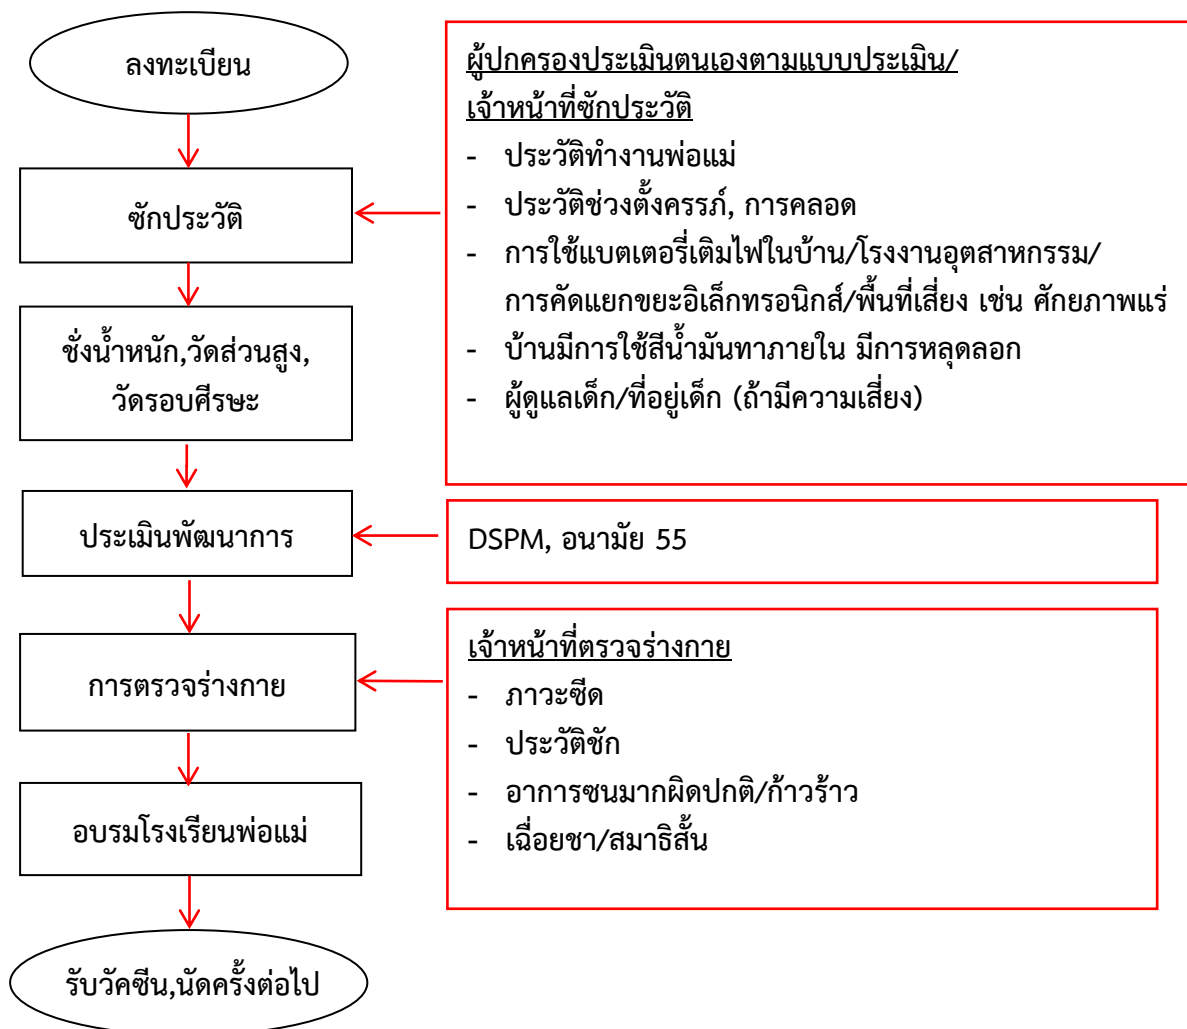 ลงทะเบียน
ซักประวัติ
ชั่งน้ำหนัก,วัดส่วนสูง,
วัดรอบศีรษะ
ประเมินพัฒนาการ
การตรวจร่างกาย
อบรมโรงเรียนพ่อแม่
รับวัคซีน,นัดครั้งต่อไป
ผู้ปกครองประเมินตนเองตามแบบประเมิน/
เจ้าหน้าที่ซักประวัติ
- ประวัติทำงานพ่อแม่
- ประวัติช่วงตั้งครรภ์, การคลอด
- การใช้แบตเตอรี่เติมไฟในบ้าน/โรงงานอุตสาหกรรม/
การคัดแยกขยะอิเล็กทรอนิกส์/พื้นที่เสี่ยง เช่น ศักยภาพแร่
- บ้านมีการใช้สีน้ำมันทาภายใน มีการหลุดลอก
- ผู้ดูแลเด็ก/ที่อยู่เด็ก (ถ้ามีความเสี่ยง)
DSPM, อนามัย 55
เจ้าหน้าที่ตรวจร่างกาย
- ภาวะซีด
- ประวัติชัก
- อาการซนมากผิดปกติ/ก้าวร้าว
- เฉื่อยชา/สมาธิสั้น